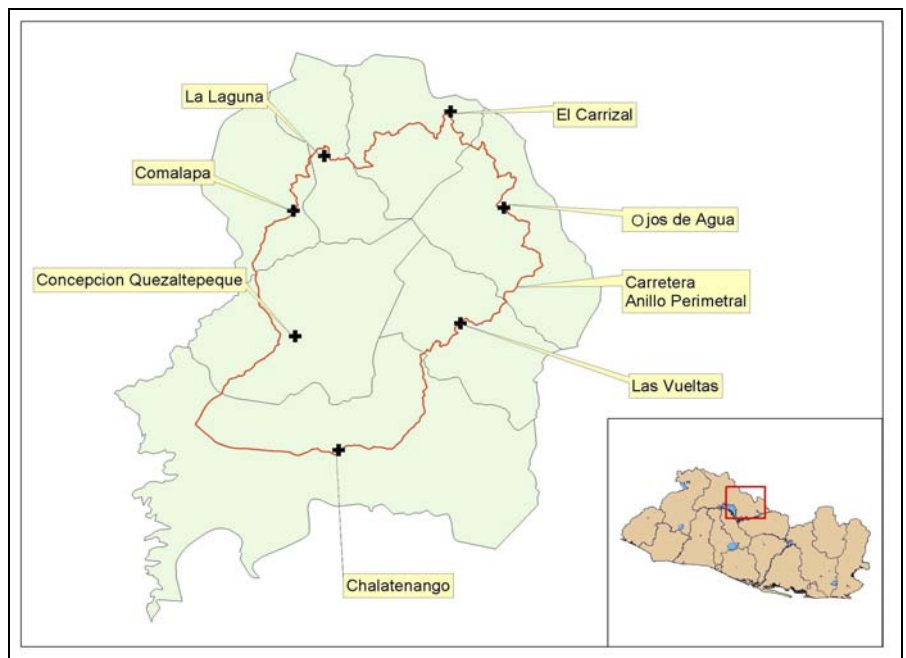 La Laguna
El Carrizal
Comalapa
Ojos de Agua
Concepcion Quezaltepeque
Carretera
Anillo Perimetral
Las Vueltas
Chalatenango